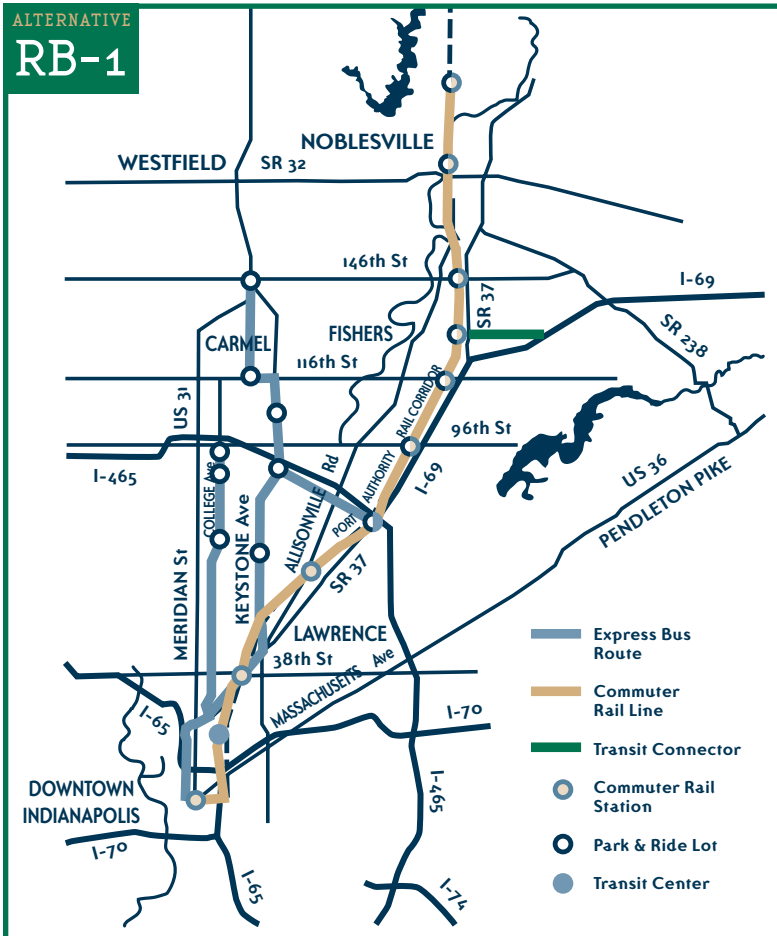 ALTERNATIVE
RB-1
NOBLESVILLE
WESTFIELD
SR 32
146th St
I-69
SR 37
FISHERS
CARMEL
SR 238
116th St
US 31
RAIL CORRIDOR
96th St
I-465
COLLEGE Ave
Rd
AUTHORITY
I-69
US 36
PENDLETON PIKE
KEYSTONE Ave
ALLISONVILLE
PORT
SR 37
MERIDIAN St
LAWRENCE
38th St
MASSACHUSETTS Ave
I-65
I-70
DOWNTOWN
INDIANAPOLIS
I-465
I-70
I-65
I-74
Express Bus
Route
Commuter
Rail Line
Transit Connector
Commuter Rail
Station
Park & Ride Lot
Transit Center